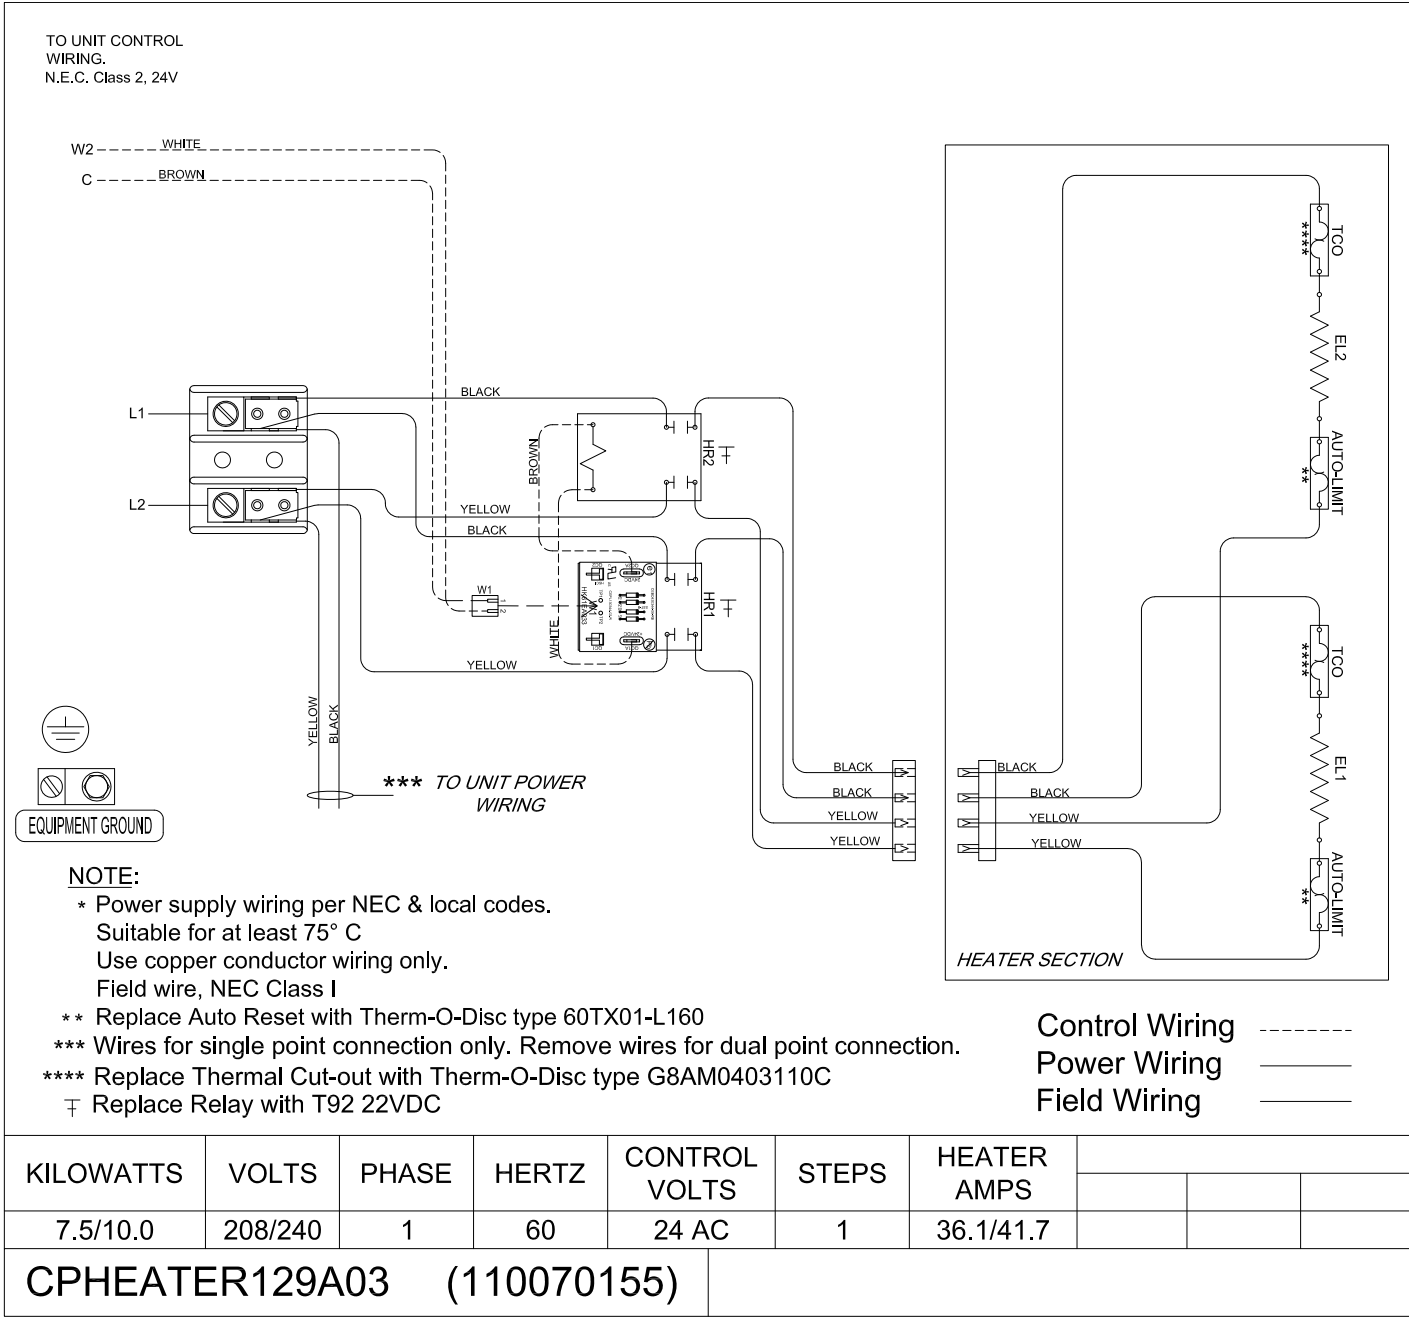 TO UNIT CONTROL
WIRING.
N.E.C. Class 2, 24V
W2
WHITE
C
BROWN
TCO
****
EL2
AUTO-LIMIT
**
BLACK
L1
HR2
BROWN
L2
YELLOW
BLACK
W1
1
2
HR1
WHITE
YELLOW
TCO
****
EL1
AUTO-LIMIT
**
YELLOW
BLACK
*** TO UNIT POWER
WIRING
BLACK
BLACK
YELLOW
YELLOW
BLACK
BLACK
YELLOW
YELLOW
EQUIPMENT GROUND
HEATER SECTION
NOTE:
* Power supply wiring per NEC & local codes.
Suitable for at least 75° C
Use copper conductor wiring only.
Field wire, NEC Class I
** Replace Auto Reset with Therm-O-Disc type 60TX01-L160
*** Wires for single point connection only. Remove wires for dual point connection.
**** Replace Thermal Cut-out with Therm-O-Disc type G8AM0403110C
Replace Relay with T92 22VDC
Control Wiring
Power Wiring
Field Wiring
KILOWATTS VOLTS PHASE HERTZ CONTROL VOLTS STEPS HEATER AMPS
7.5/10.0 208/240 1 60 24 AC 1 36.1/41.7
CPHEATER129A03 (110070155)